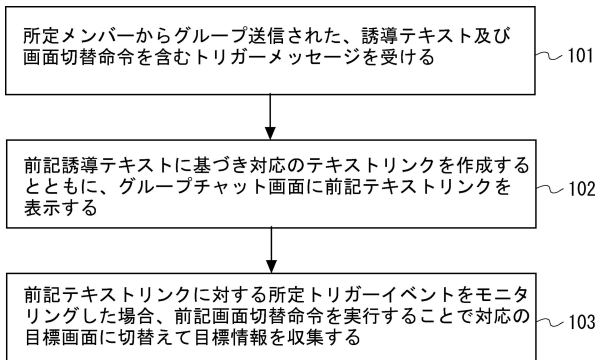 所定メンバーからグループ送信された、誘導テキスト及び
画面切替命令を含むトリガーメッセージを受ける
101
前記誘導テキストに基づき対応のテキストリンクを作成する
とともに、グループチャット画面に前記テキストリンクを
表示する
102
前記テキストリンクに対する所定トリガーイベントをモニタ
リングした場合、前記画面切替命令を実行することで対応の
目標画面に切替えて目標情報を収集する
103